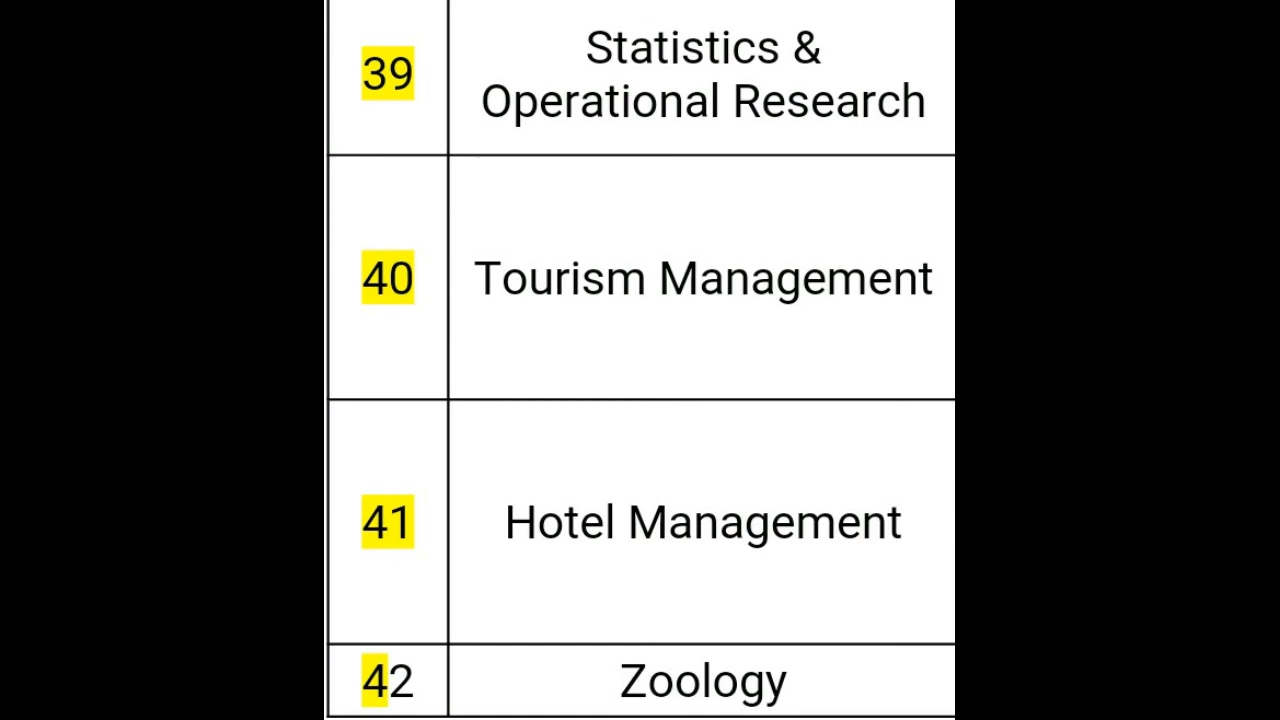 39
Statistics &
Operational Research
40
Tourism Management
41
Hotel Management
42
Zoology